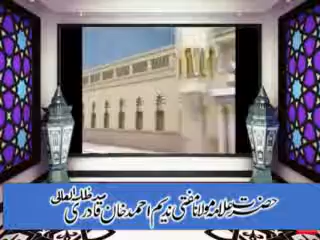 حضرت علامہ مولانا مفتی ندیم احمد خان قادری مدظلہ العالی